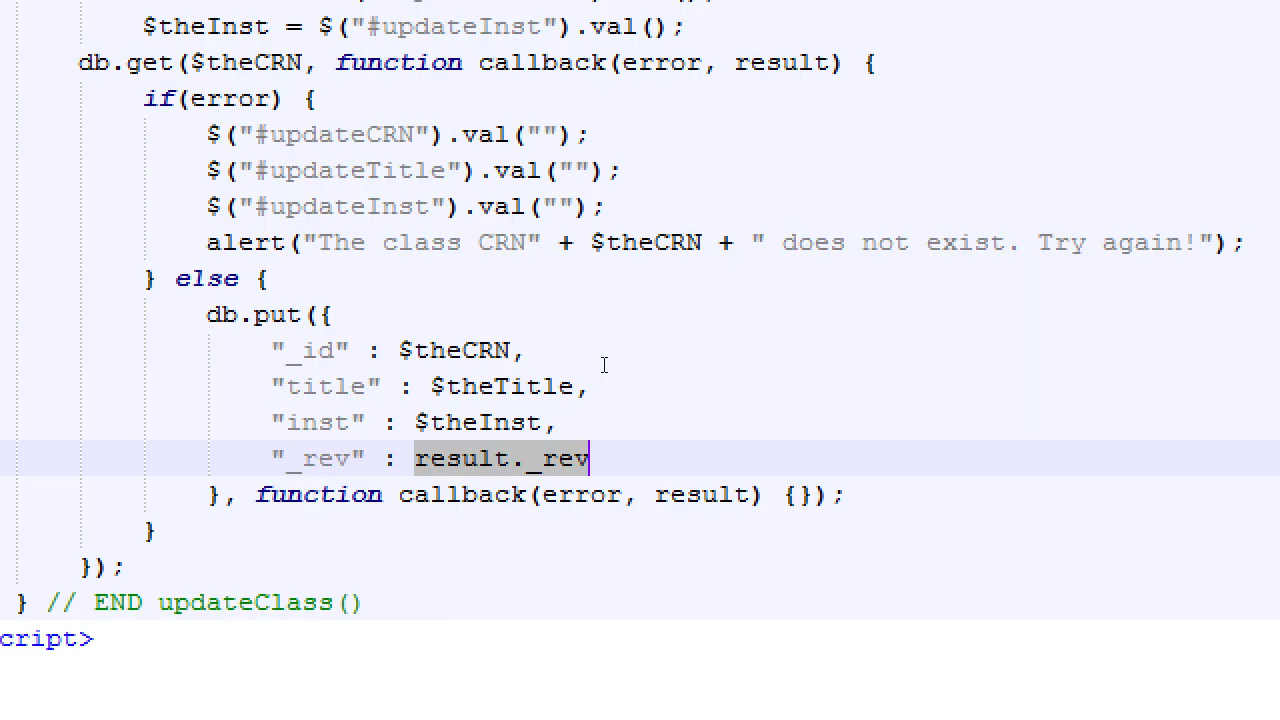 $theInst = $("#updateInst").val();
db.get($theCRN, function callback(error, result) {
if(error) {
$("#updateCRN").val("");
$("#updateTitle").val("");
$("#updateInst").val("");
alert("The class CRN" + $theCRN + " does not exist. Try again!");
} else {
db.put({
"_id" : $theCRN,
"title" : $theTitle,
"inst" : $theInst,
"_rev" : result._rev
}, function callback(error, result) {});
}
});
} // END updateClass()
cript>